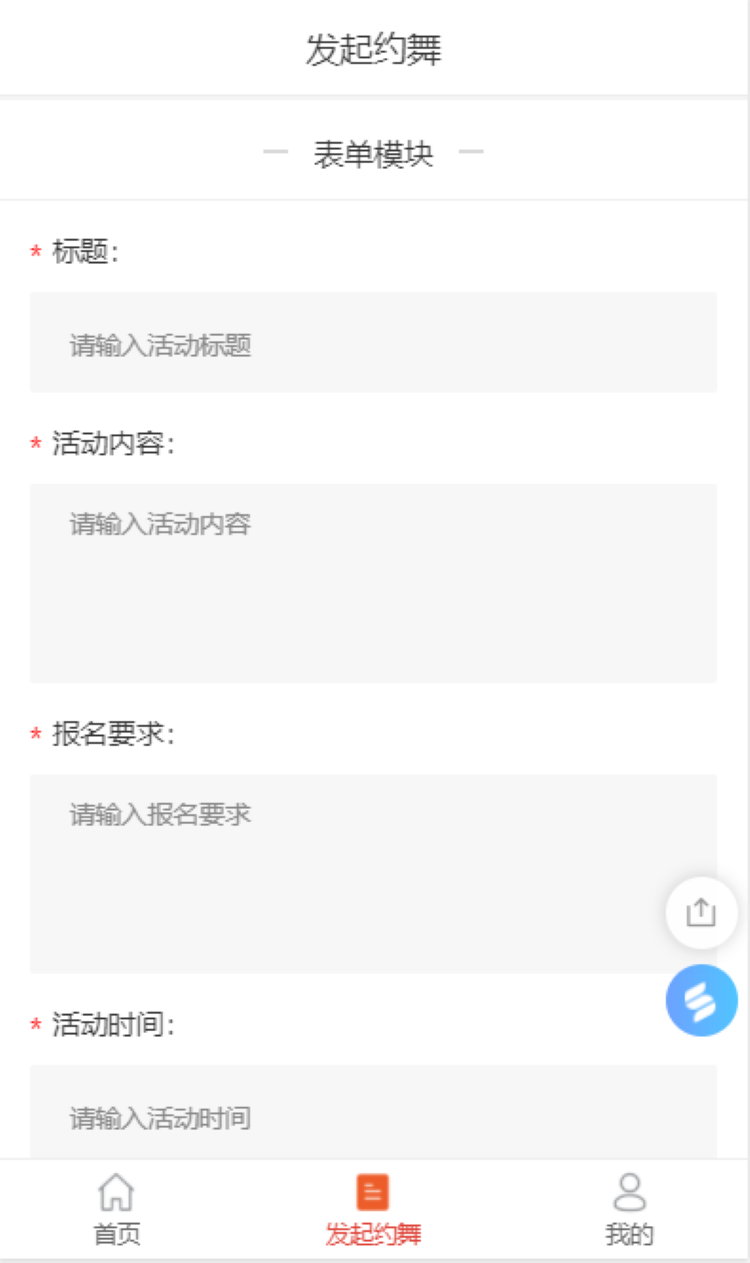 发起约舞
表单模块
* 标题:
请输入活动标题
* 活动内容:
请输入活动内容
* 报名要求:
请输入报名要求
* 活动时间:
请输入活动时间
首页
发起约舞
我的